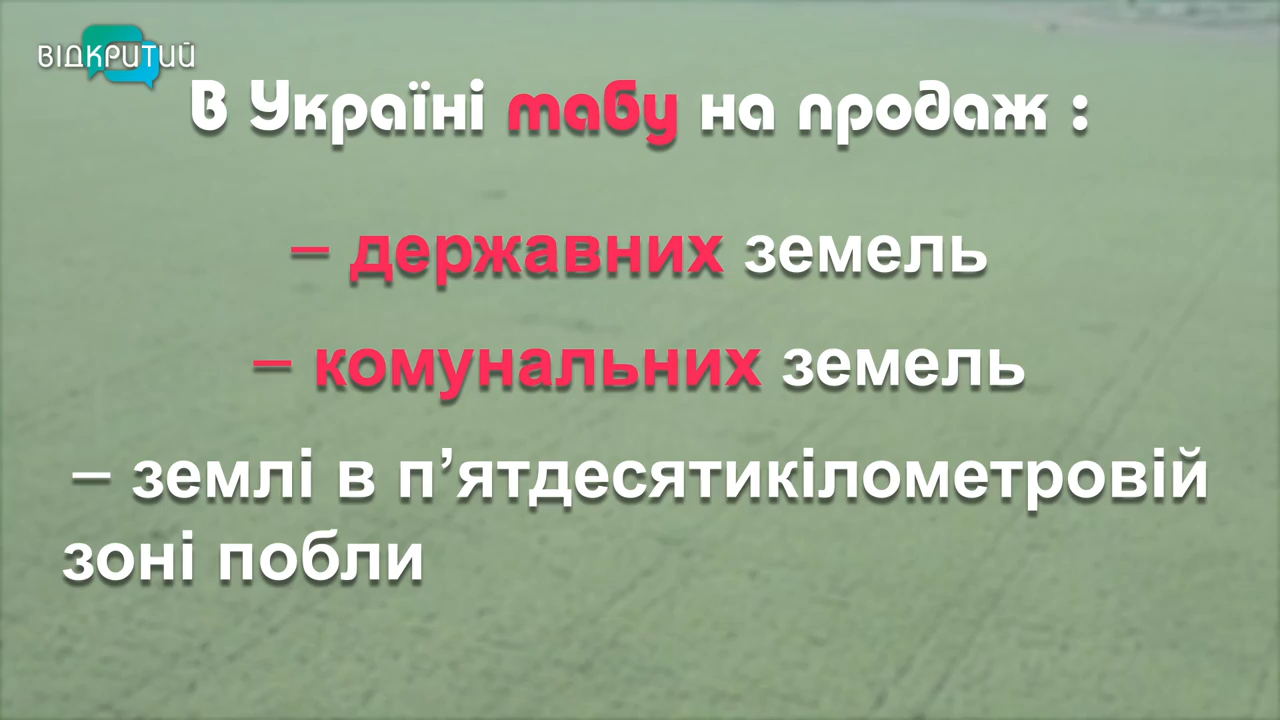 ВІДКРИТИЙ
в Україні табу на продаж :
– державних земель
– комунальних земель
– землі в п’ятдесятикілометровій
зоні побли